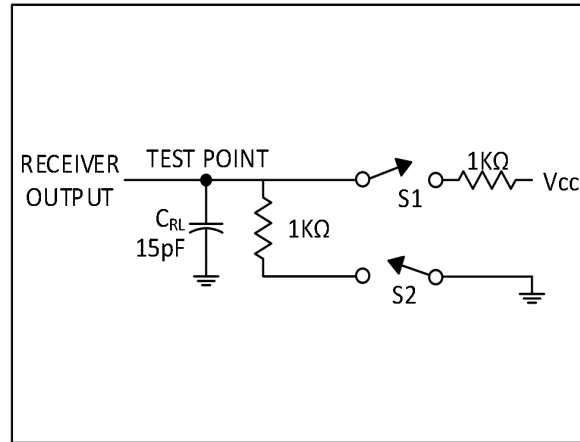 RECEIVER
OUTPUT
TEST POINT
CRL
15pF
1KΩ
S1
1KΩ
Vcc
S2